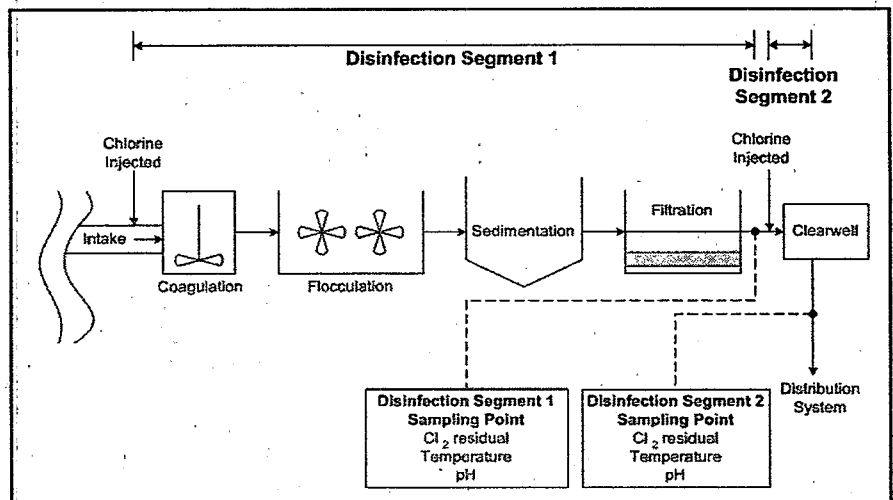 Disinfection Segment 1
Disinfection
Segment 2
Chlorine
Injected
Chlorine
Injected
Intake
Coagulation
Flocculation
Sedimentation
Filtration
Clearwell
Distribution
System
Disinfection Segment 1
Sampling Point
Cl2 residual
Temperature
pH
Disinfection Segment 2
Sampling Point
Cl2 residual
Temperature
pH